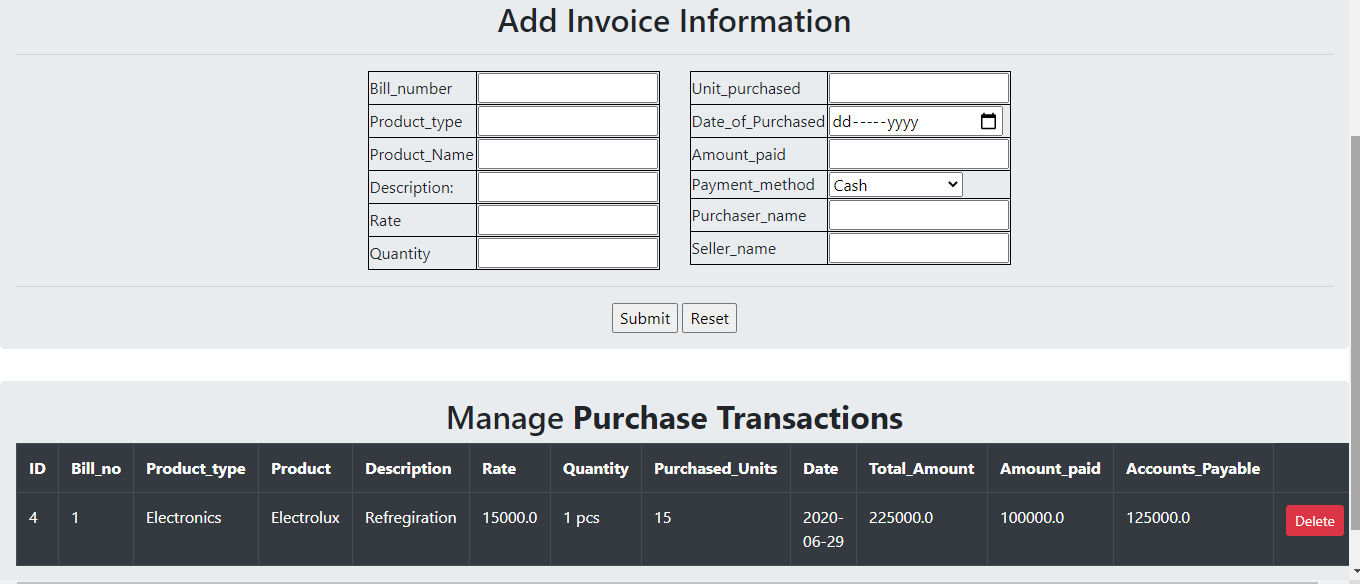 Add Invoice Information
Bill_number
Product_type
Product_Name
Description:
Rate
Quantity
Unit_purchased
Date_of_Purchased dd-----yyyy
Amount_paid
Payment_method Cash
Purchaser_name
Seller_name
Submit Reset
Manage Purchase Transactions
ID Bill_no Product_type Product Description Rate Quantity Purchased_Units Date Total_Amount Amount_paid Accounts_Payable
4 1 Electronics Electrolux Refregiration 15000.0 1 pcs 15 2020- 225000.0 100000.0 125000.0 Delete
06-29